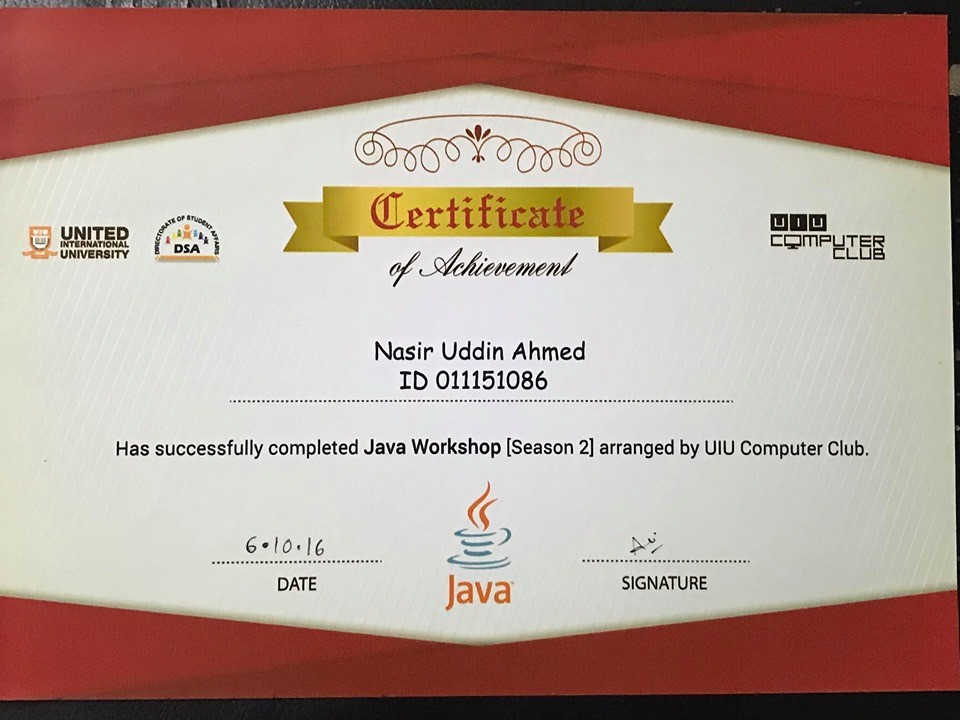 Certificate
of Achievement
UNITED
INTERNATIONAL
UNIVERSITY
DIRECTORATE OF STUDENT AFFAIRS
DSA
UIU
COMPUTER
CLUB
Nasir Uddin Ahmed
ID 011151086
Has successfully completed Java Workshop [Season 2] arranged by UIU Computer Club.
6.10.16
DATE
Java
SIGNATURE